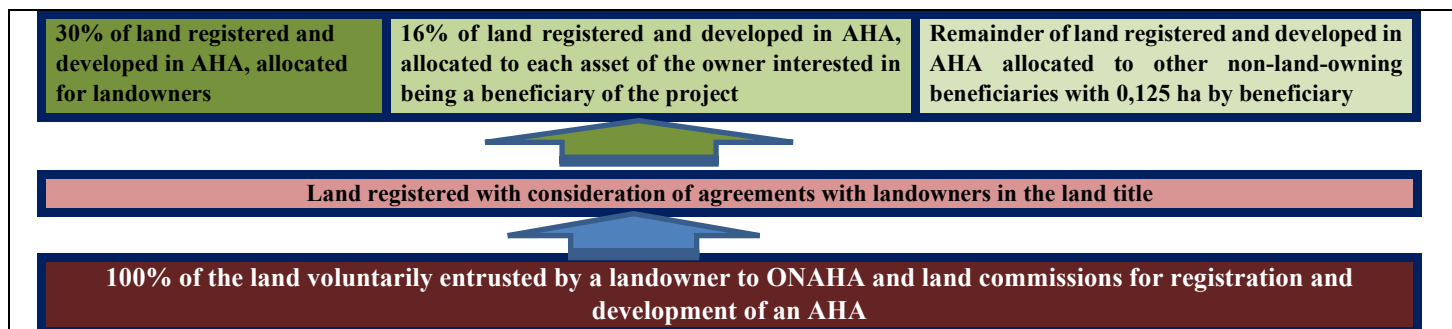 30% of land registered and
developed in AHA, allocated
for landowners
16% of land registered and developed in AHA,
allocated to each asset of the owner interested in
being a beneficiary of the project
Remainder of land registered and developed in
AHA allocated to other non-land-owning
beneficiaries with 0,125 ha by beneficiary
Land registered with consideration of agreements with landowners in the land title
100% of the land voluntarily entrusted by a landowner to ONAHA and land commissions for registration and
development of an AHA